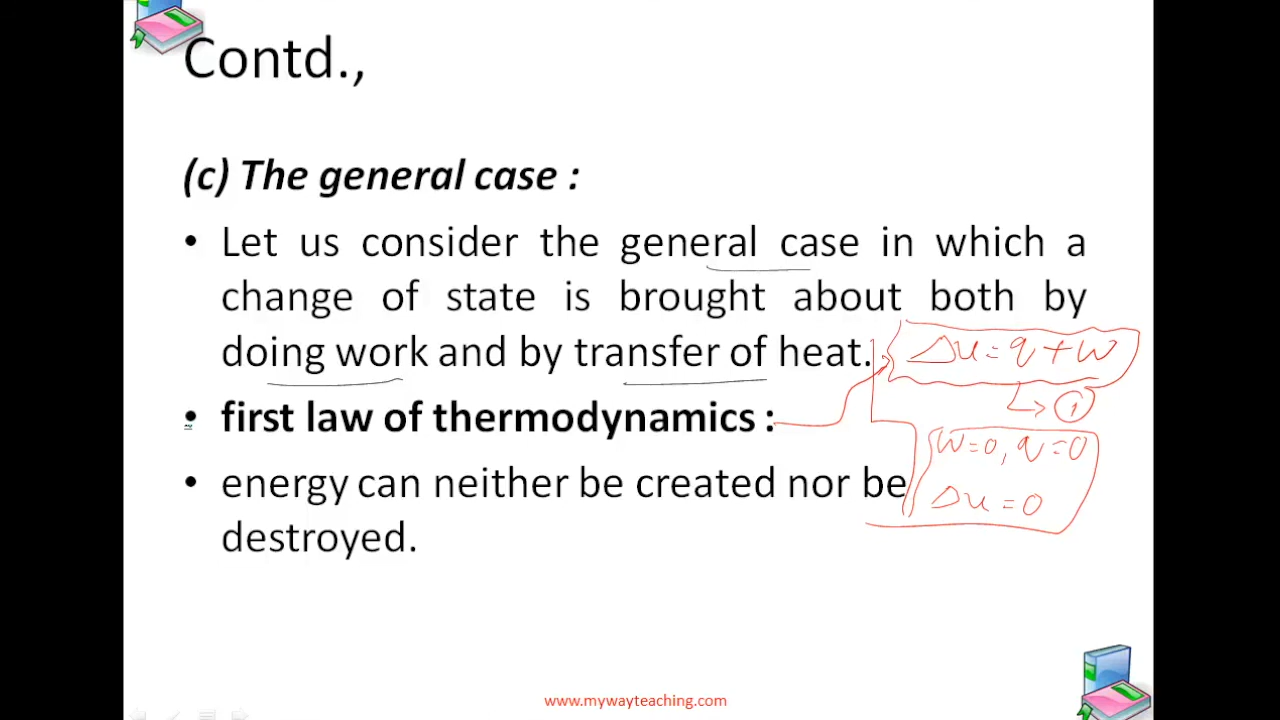 Contd.,
(c) The general case :
• Let us consider the general case in which a
change of state is brought about both by
doing work and by transfer of heat.
Δu = q + w
→ 1
• first law of thermodynamics :
w = 0, q = 0
• energy can neither be created nor be
Δu = 0
destroyed.
www.mywayteaching.com